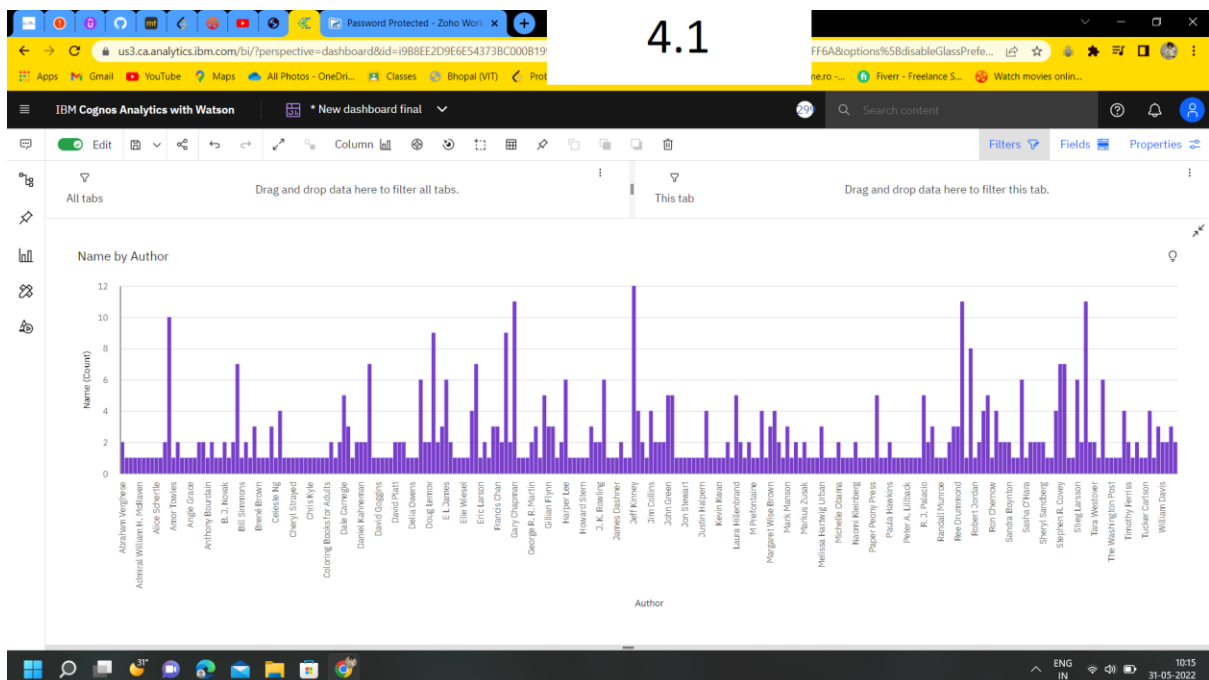 Password Protected - Zoho Work
4.1
us3.ca.analytics.ibm.com/bi/?perspective=dashboard&id=i9B8EE2D9E6E54373BC000B19
FF6A&options%5BdisableGlassPrefe...
Apps Gmail YouTube Maps All Photos - OneDri... Classes Bhopal (VIT) Prob
me.ro -... Fiverr - Freelance S... Watch movies onlin...
IBM Cognos Analytics with Watson * New dashboard final
299 Search content
Edit Column Filters Fields Properties
All tabs Drag and drop data here to filter all tabs.
This tab Drag and drop data here to filter this tab.
Name by Author
Name (Count)
12
10
8
6
4
2
0
Abraham Verghese
Admiral William H. McRaven
Alice Schertle
Amor Towles
Angie Grace
Anthony Bourdain
B. J. Novak
Bill Simmons
Brené Brown
Celeste Ng
Cheryl Strayed
Chris Kyle
Coloring Books for Adults
Dale Carnegie
Daniel Kahneman
David Goggins
David Platt
Delia Owens
Doug Lemov
E L James
Elie Wiesel
Eric Larson
Francis Chan
Gary Chapman
George R. R. Martin
Gillian Flynn
Harper Lee
Howard Stern
J. K. Rowling
James Dashner
Jeff Kinney
Jim Collins
John Green
Jon Stewart
Justin Halpern
Kevin Kwan
Laura Hillenbrand
M Prefontaine
Margaret Wise Brown
Mark Manson
Markus Zusak
Melissa Hartwig Urban
Michelle Obama
Naomi Kleinberg
Paper Peony Press
Paula Hawkins
Peter A. Lillback
R. J. Palacio
Randall Munroe
Ree Drummond
Robert Jordan
Ron Chernow
Sandra Boynton
Sasha O'Hara
Sheryl Sandberg
Stephen R. Covey
Stieg Larsson
Tara Westover
The Washington Post
Timothy Ferriss
Tucker Carlson
William Davis
Author
31°
ENG
IN
10:15
31-05-2022